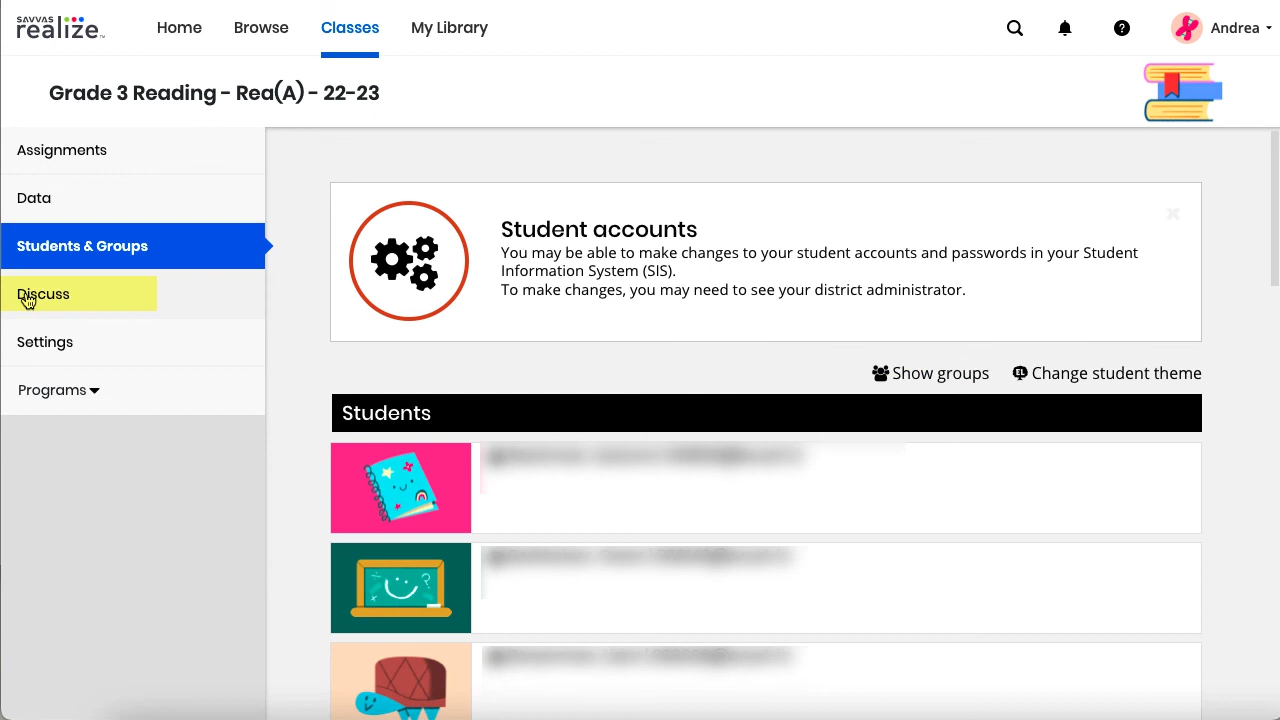 SAVVAS
realize™
Home
Browse
Classes
My Library
Andrea
Grade 3 Reading - Rea(A) - 22-23
Assignments
Data
Students & Groups
Discuss
Settings
Programs
Student accounts
You may be able to make changes to your student accounts and passwords in your Student
Information System (SIS).
To make changes, you may need to see your district administrator.
Show groups
EL
Change student theme
Students